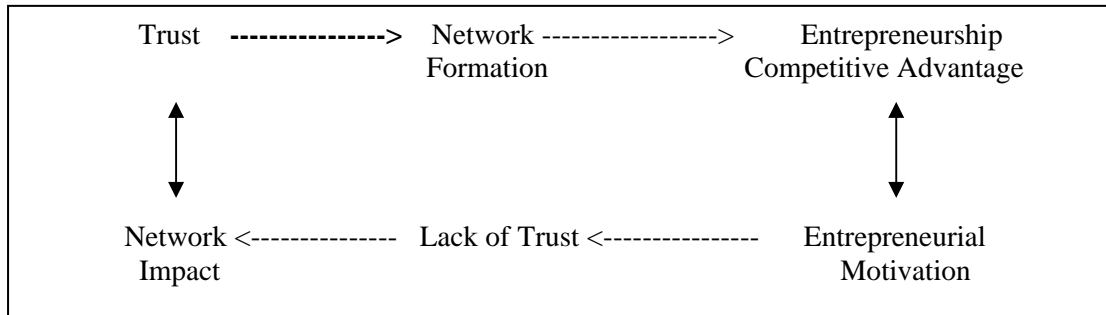 Trust ---------------> Network ------------------> Entrepreneurship
Formation Competitive Advantage
Network <--------------- Lack of Trust <---------------- Entrepreneurial
Impact Motivation